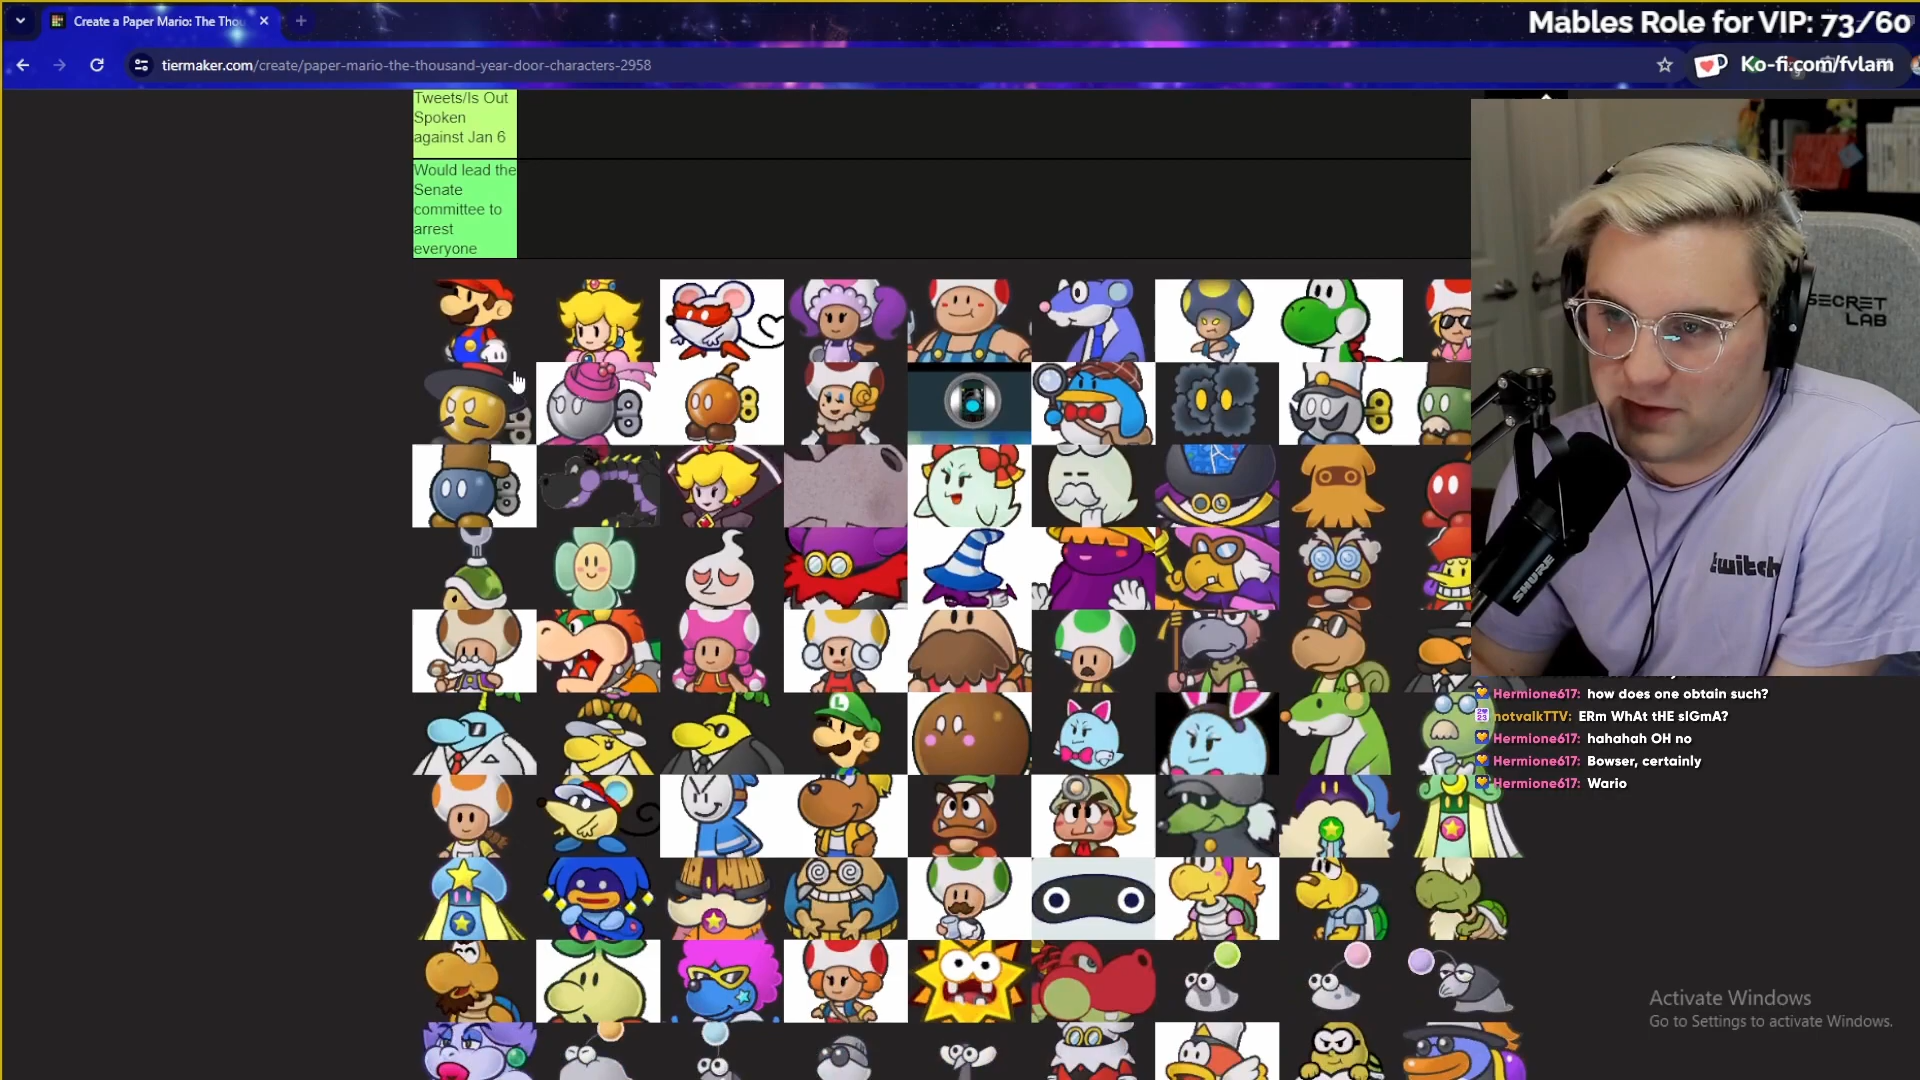 Create a Paper Mario: The Thou
Mables Role for VIP: 73/60
tiermaker.com/create/paper-mario-the-thousand-year-door-characters-2958
Ko-fi.com/fvlam
Tweets/Is Out
Spoken
against Jan 6
Would lead the
Senate
committee to
arrest
everyone
SECRET
LAB
twitch
SHURE
L
Hermione617: how does one obtain such?
notvalkTTV: ERm WhAt tHE sIGmA?
Hermione617: hahahah OH no
Hermione617: Bowser, certainly
Hermione617: Wario
Activate Windows
Go to Settings to activate Windows.